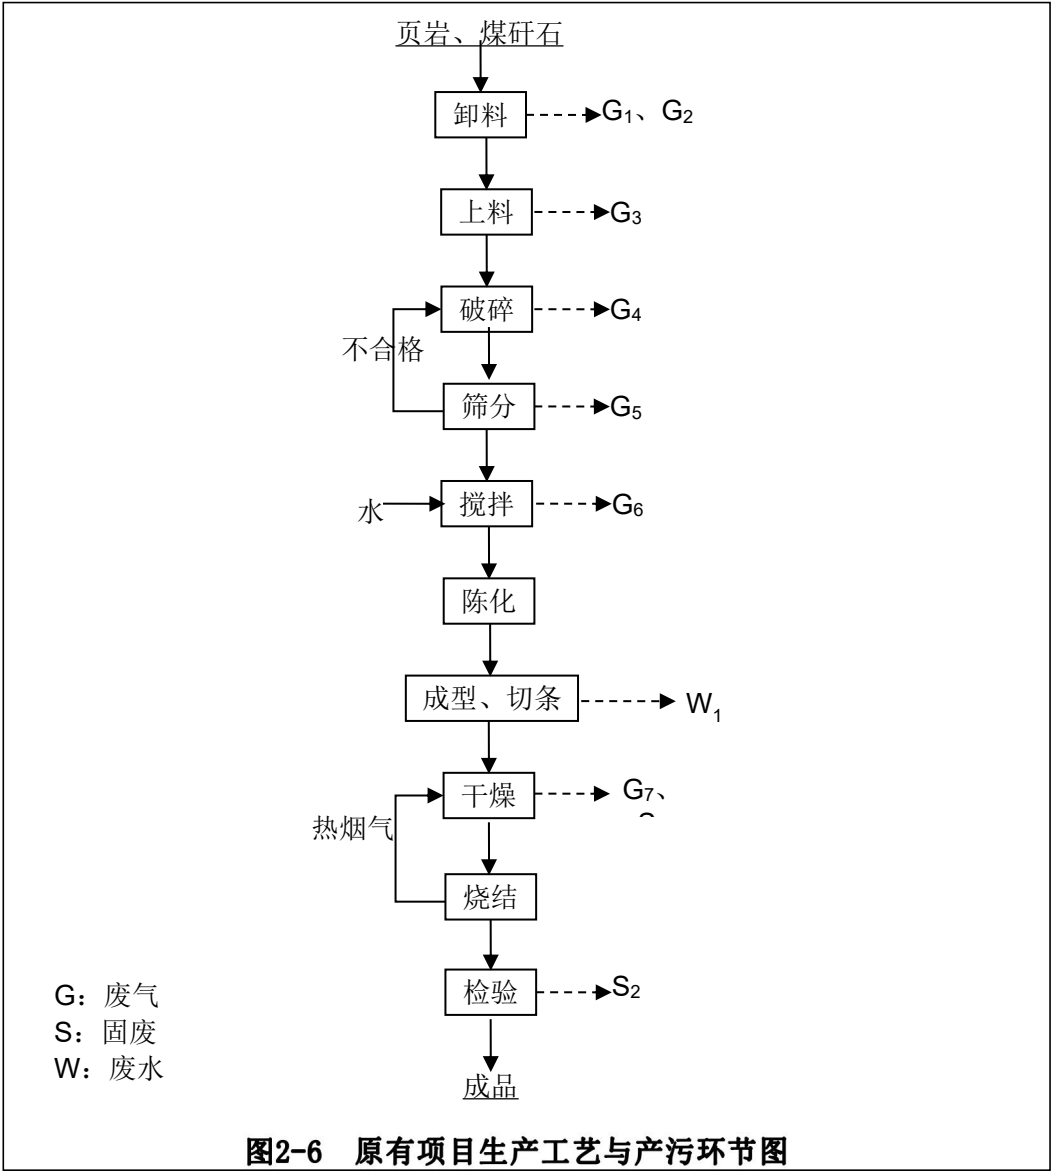 页岩、煤矸石
卸料
G1、G2
上料
G3
破碎
G4
不合格
筛分
G5
水
搅拌
G6
陈化
成型、切条
W1
干燥
G7、
热烟气
烧结
检验
S2
G：废气
S：固废
W：废水
成品
图2-6 原有项目生产工艺与产污环节图